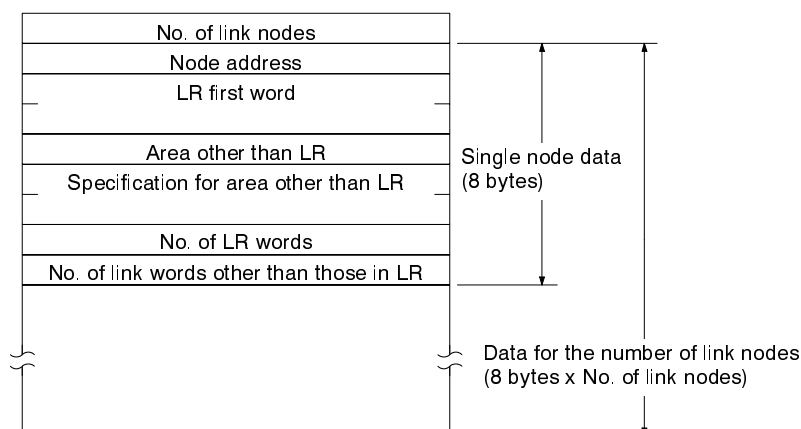 No. of link nodes
Node address
LR first word
Area other than LR
Specification for area other than LR
No. of LR words
No. of link words other than those in LR
Single node data
(8 bytes)
Data for the number of link nodes
(8 bytes x No. of link nodes)